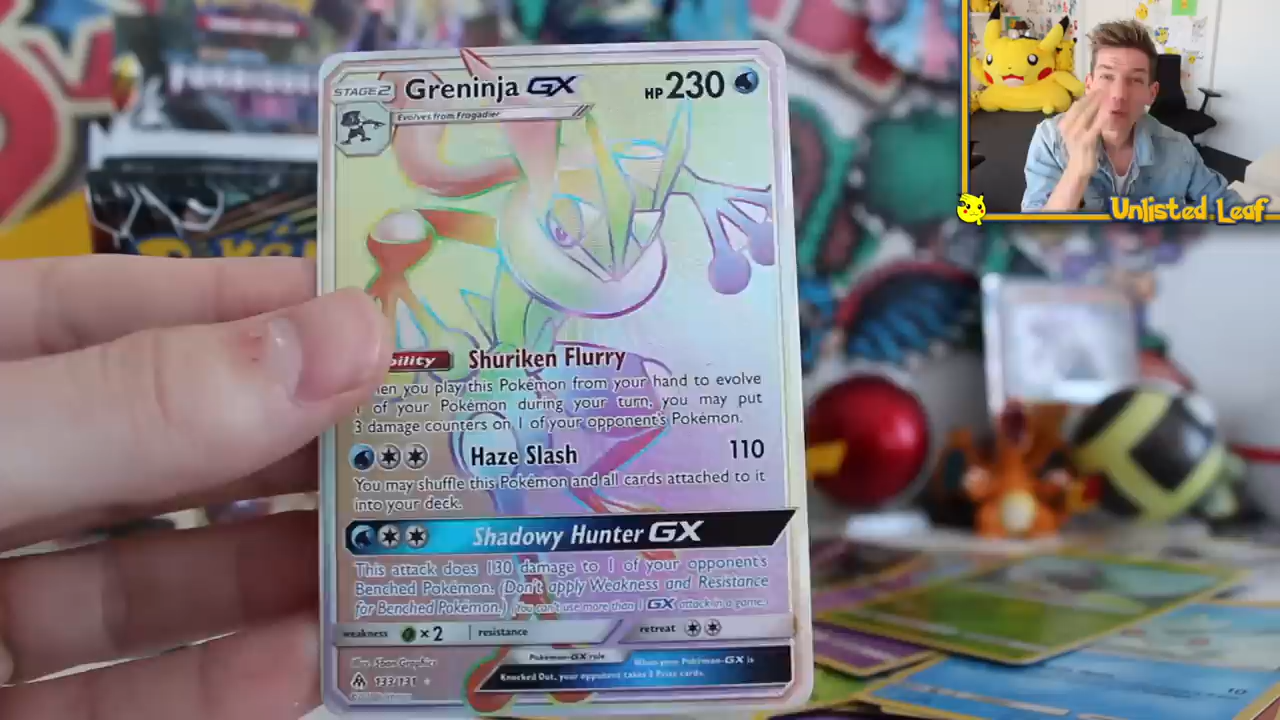 STAGE2 Greninja GX HP 230
Evolves from Frogadier
Unlisted Leaf
bility Shuriken Flurry
en you play this Pokémon from your hand to evolve
1 of your Pokémon during your turn, you may put
3 damage counters on 1 of your opponent's Pokémon.
Haze Slash 110
You may shuffle this Pokémon and all cards attached to it
into your deck.
Shadowy Hunter GX
This attack does 130 damage to 1 of your opponent's
Benched Pokémon. (Don't apply Weakness and Resistance
for Benched Pokémon.) (You can't use more than 1 GX attack in a game.)
weakness ×2 resistance retreat
Pokémon-GX rule When your Pokémon-GX is
Knocked Out, your opponent takes 2 Prize cards.
133/131
10